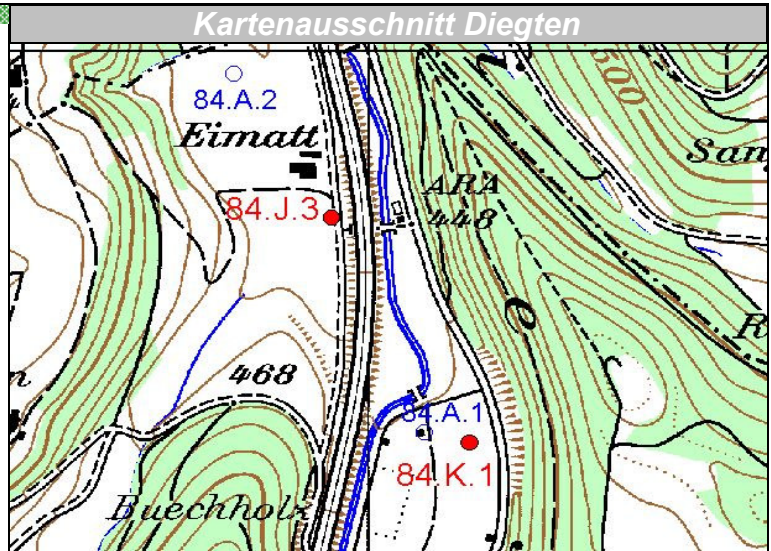 Kartenausschnitt Diegten
500
84.A.2
Eimatt
San
ARA
84.J.3
448
e
R
468
n
84.A.1
84.K.1
Buechholz